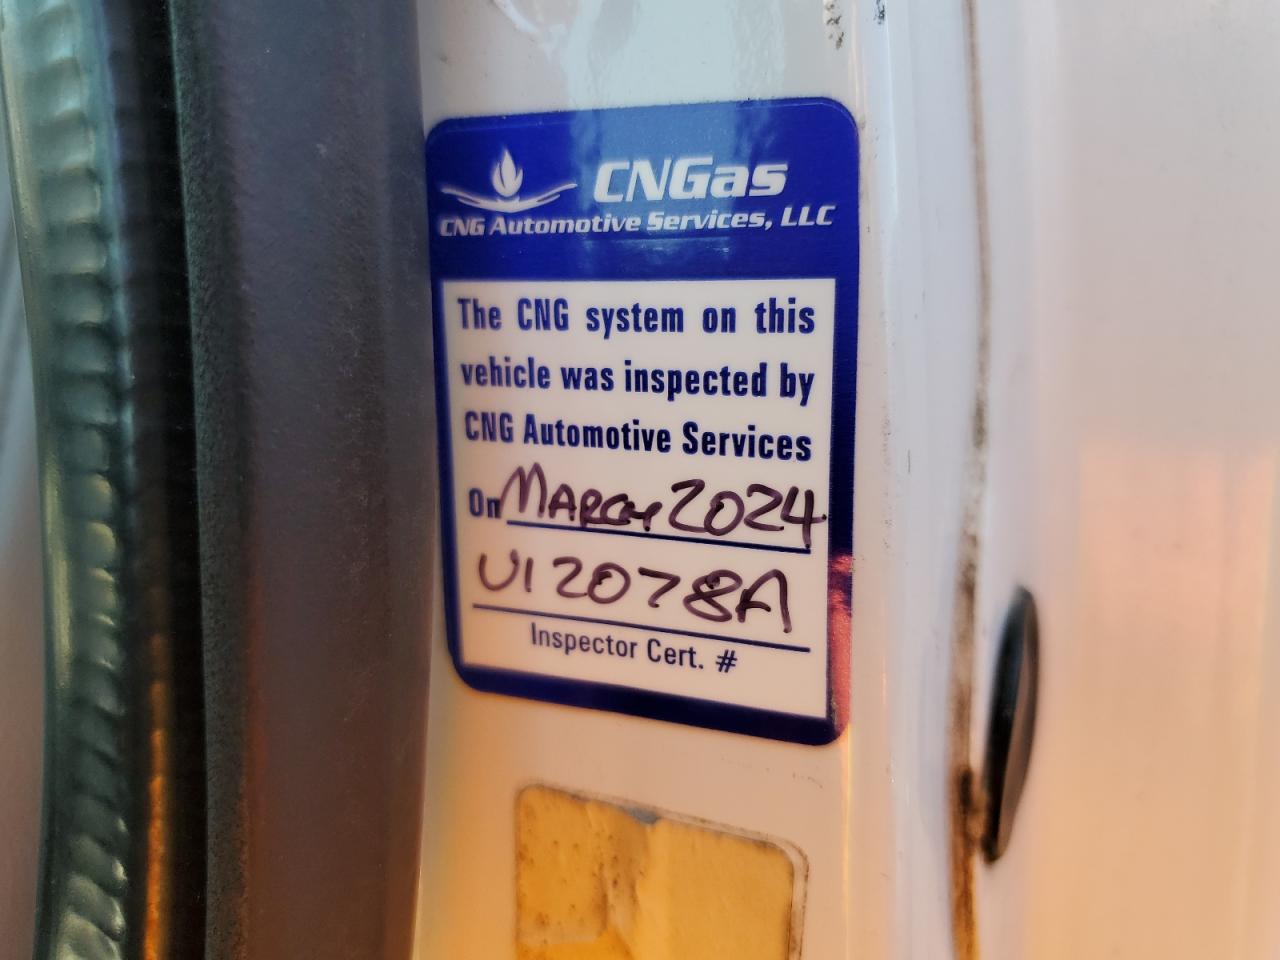 CNGas
CNG Automotive Services, LLC
The CNG system on this
vehicle was inspected by
CNG Automotive Services
On MARCH 2024
U12078A
Inspector Cert. #